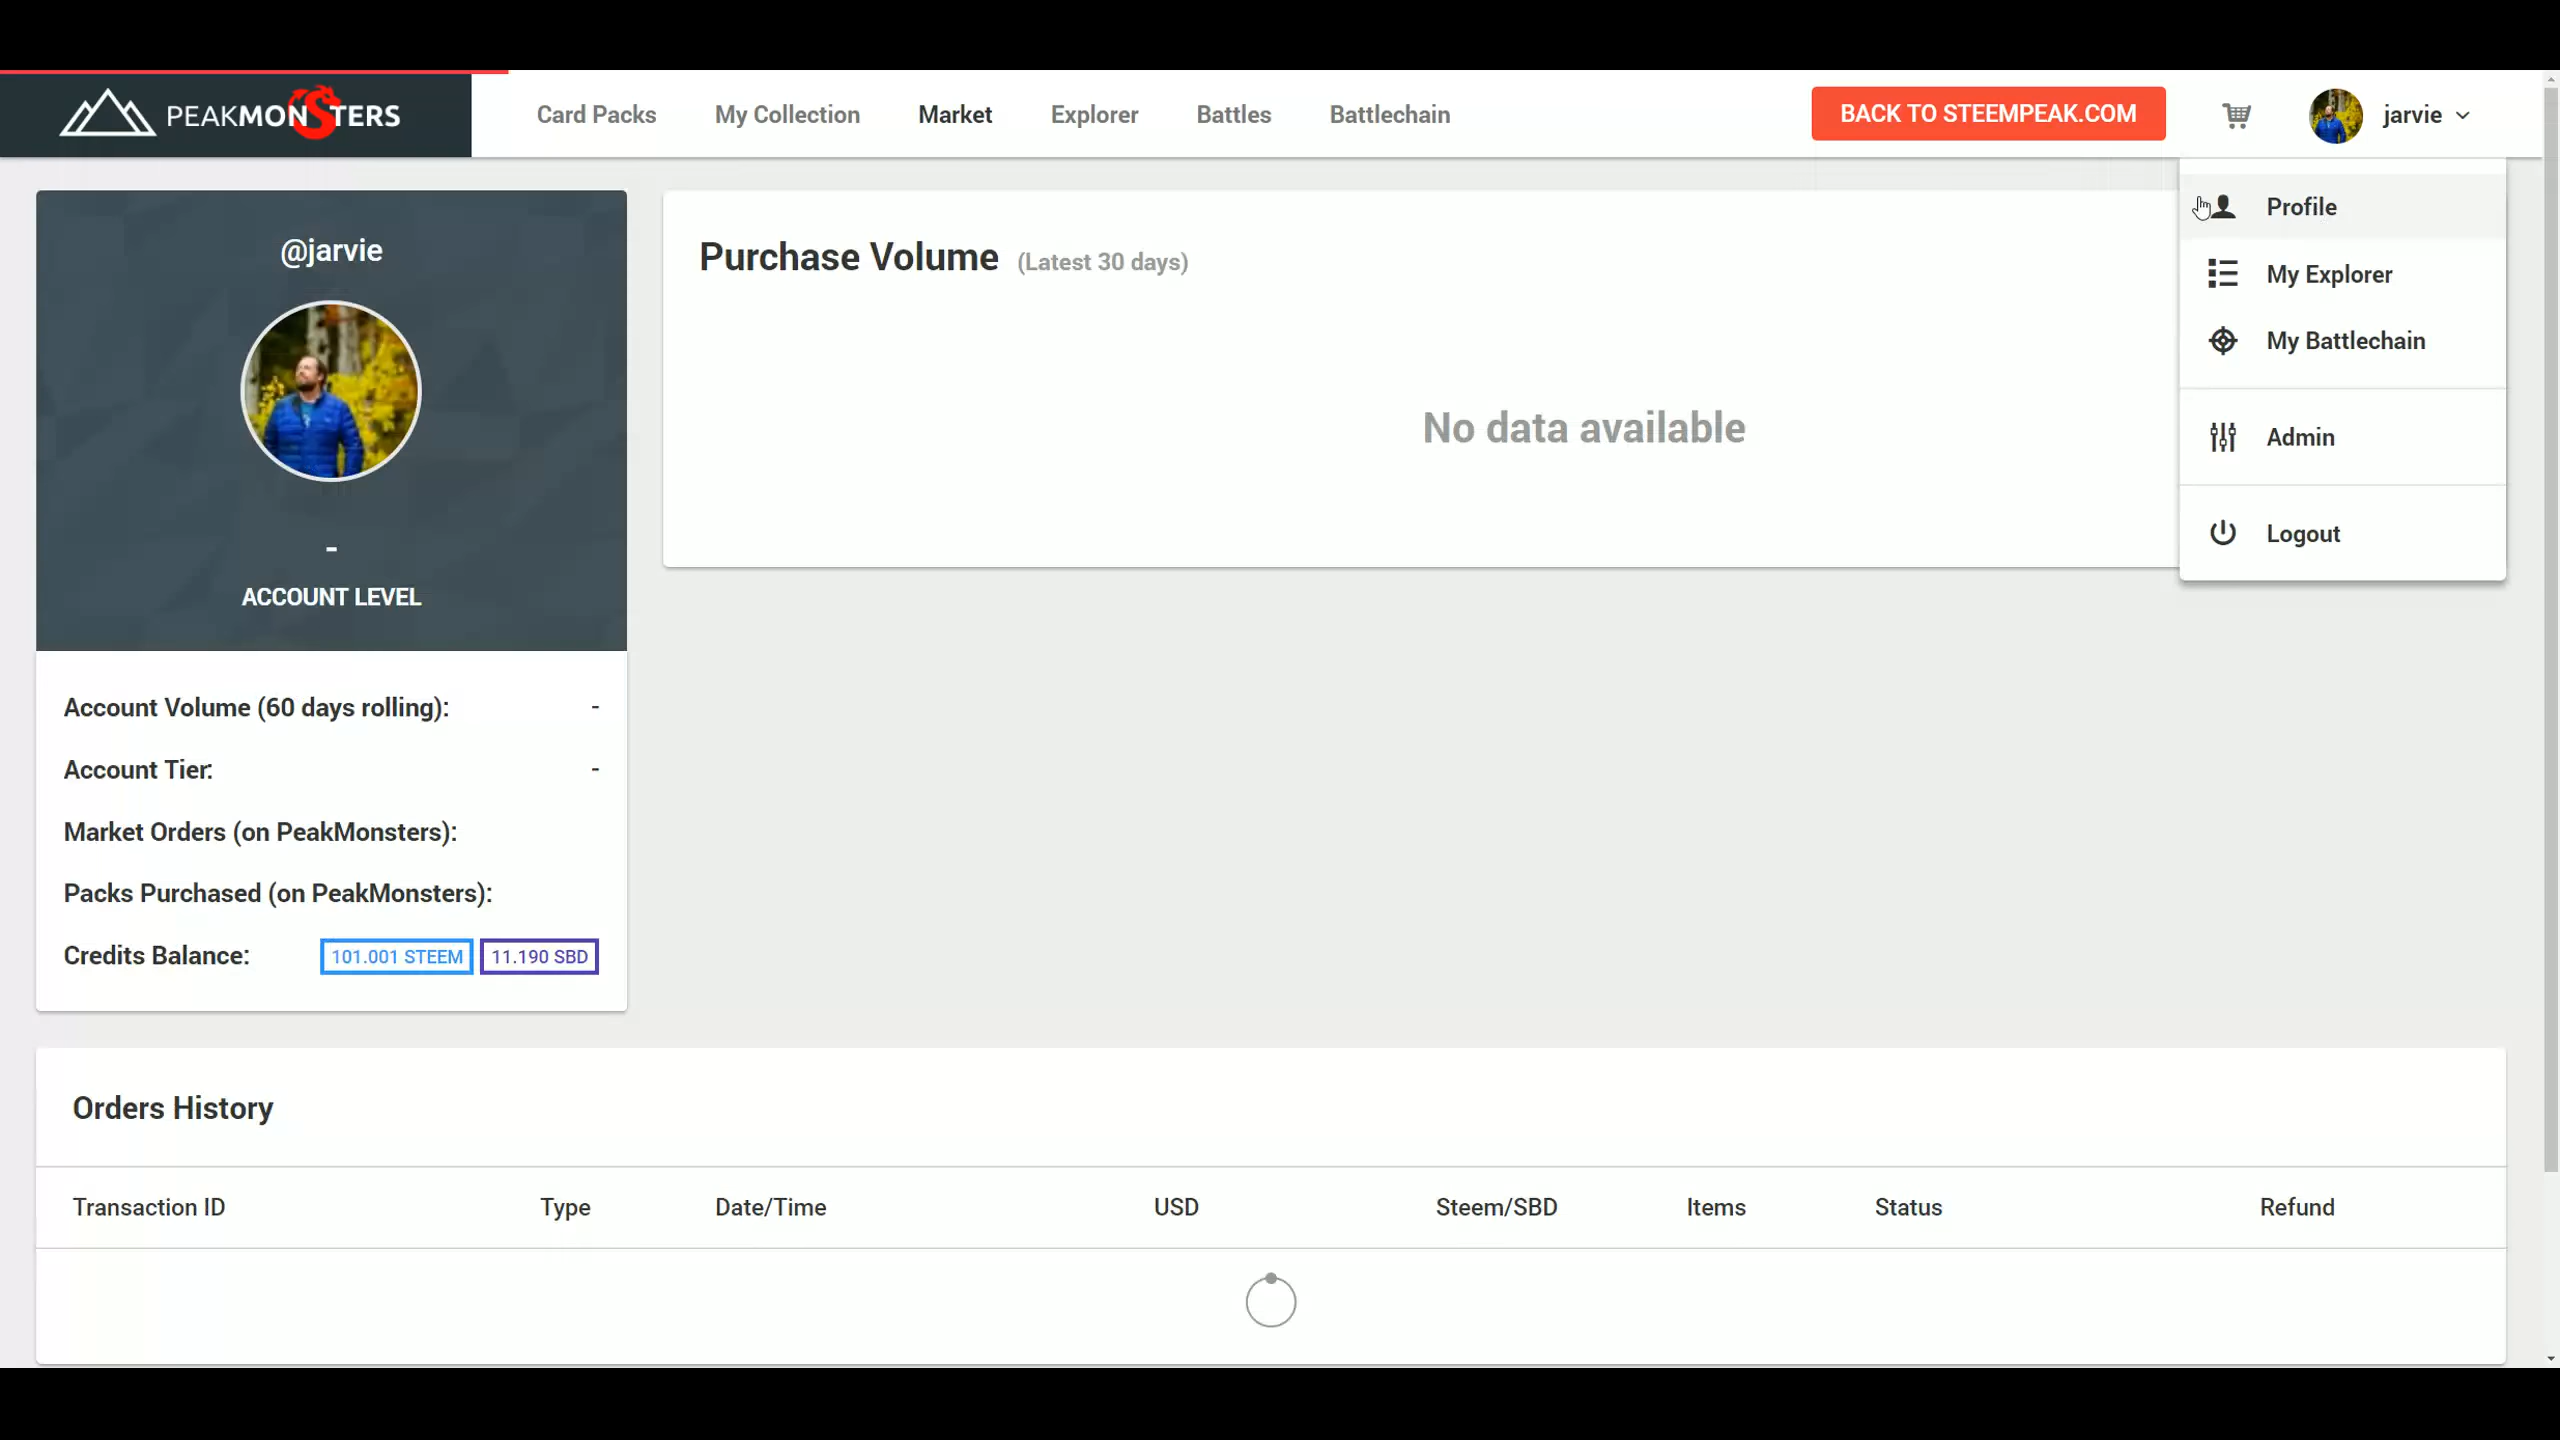 PEAKMONSTERS
Card Packs My Collection Market Explorer Battles Battlechain BACK TO STEEMPEAK.COM jarvie
Profile
My Explorer
My Battlechain
Admin
Logout
@jarvie
-
ACCOUNT LEVEL
Account Volume (60 days rolling): -
Account Tier: -
Market Orders (on PeakMonsters):
Packs Purchased (on PeakMonsters):
Credits Balance: 101.001 STEEM 11.190 SBD
Purchase Volume (Latest 30 days)
No data available
Orders History
Transaction ID Type Date/Time USD Steem/SBD Items Status Refund